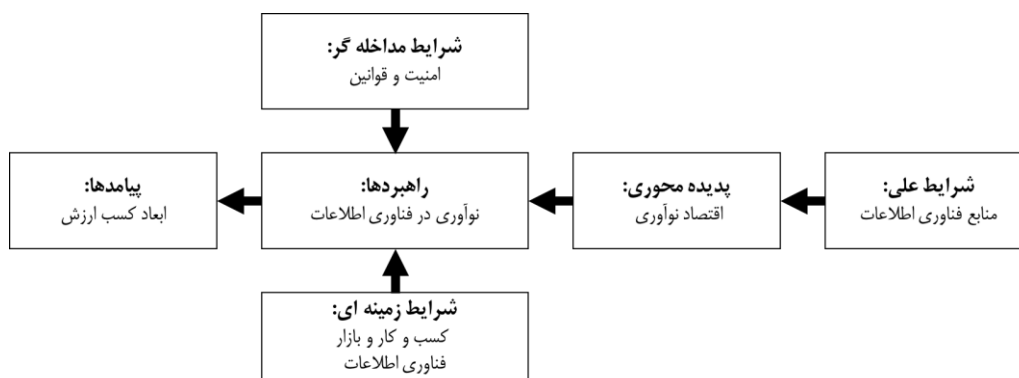 شرایط مداخله گر:
امنیت و قوانین
شرایط علی:
منابع فناوری اطلاعات
پدیده محوری:
اقتصاد نوآوری
راهبردها:
نوآوری در فناوری اطلاعات
پیامدها:
ابعاد کسب ارزش
شرایط زمینه ای:
کسب و کار و بازار
فناوری اطلاعات